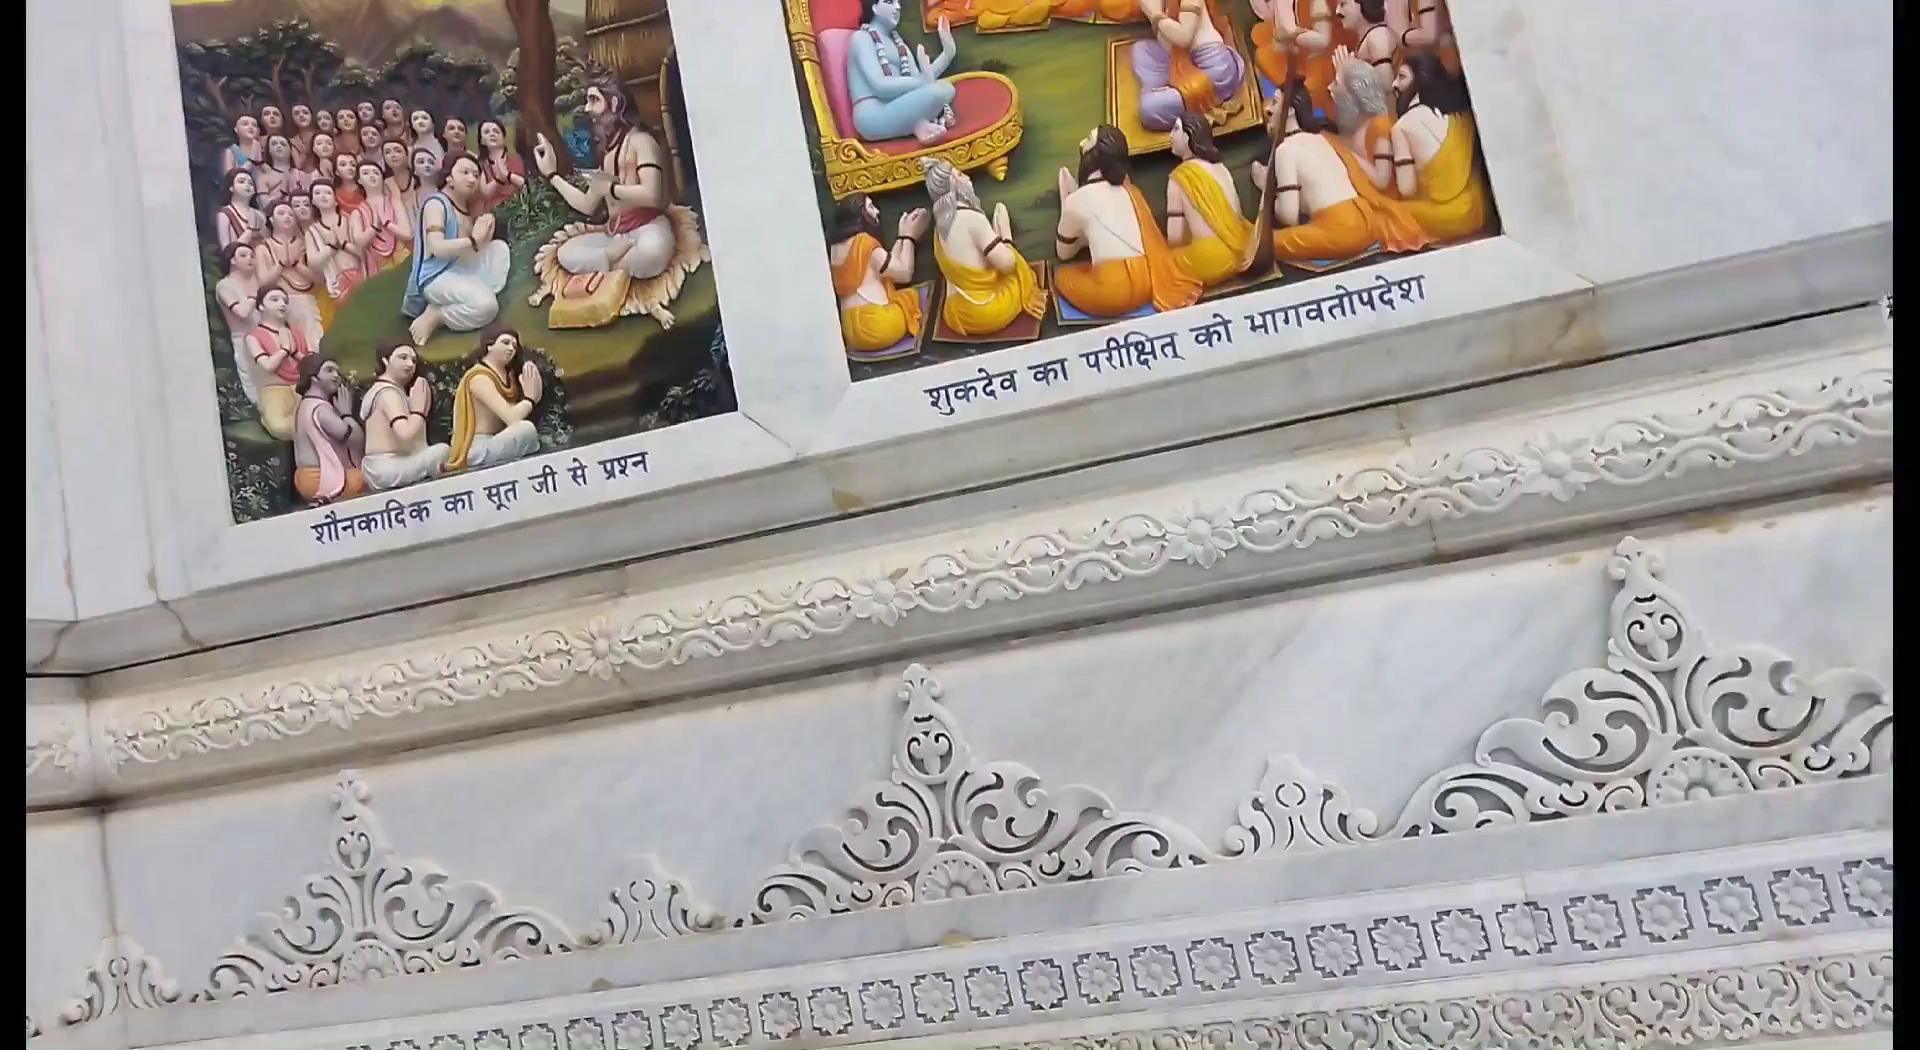 शौनकादिक का सूत जी से प्रश्न
शुकदेव का परीक्षित् को भागवतोपदेश